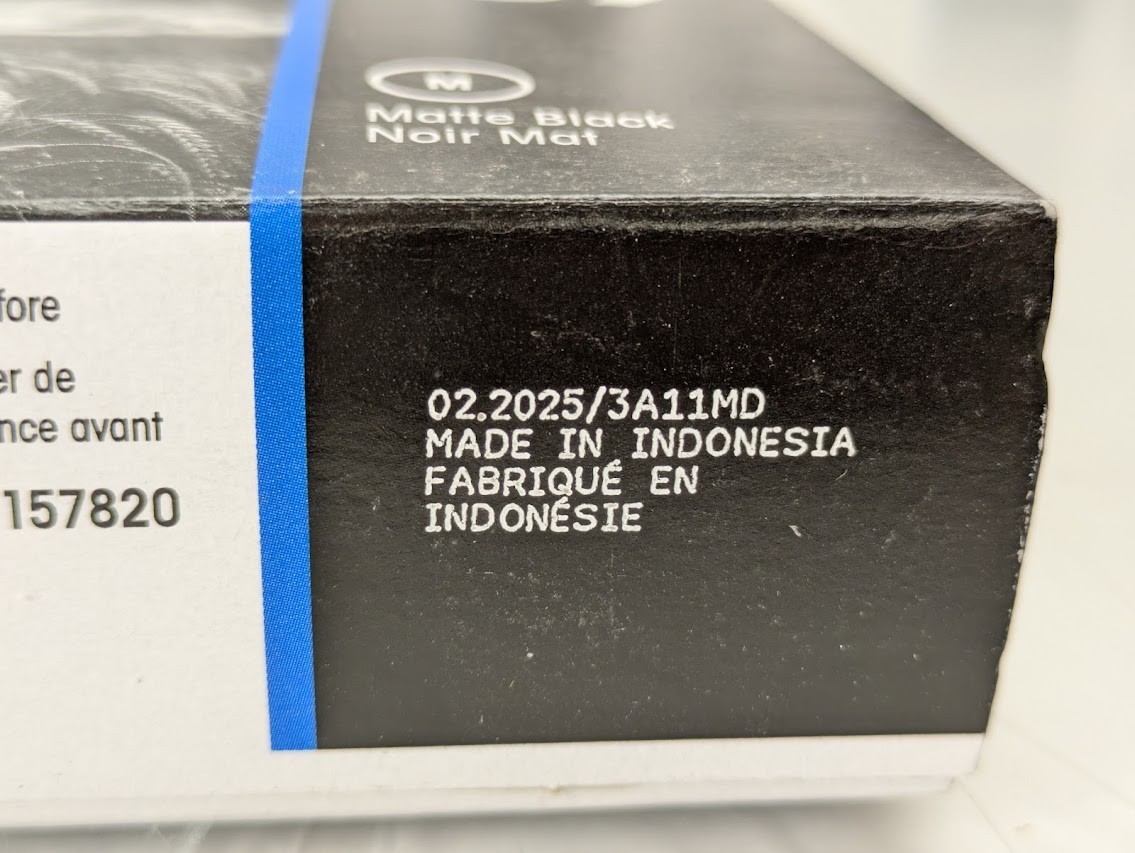 M
Matte Black
Noir Mat
fore
er de
nce avant
157820
02.2025/3A11MD
MADE IN INDONESIA
FABRIQUÉ EN
INDONÉSIE